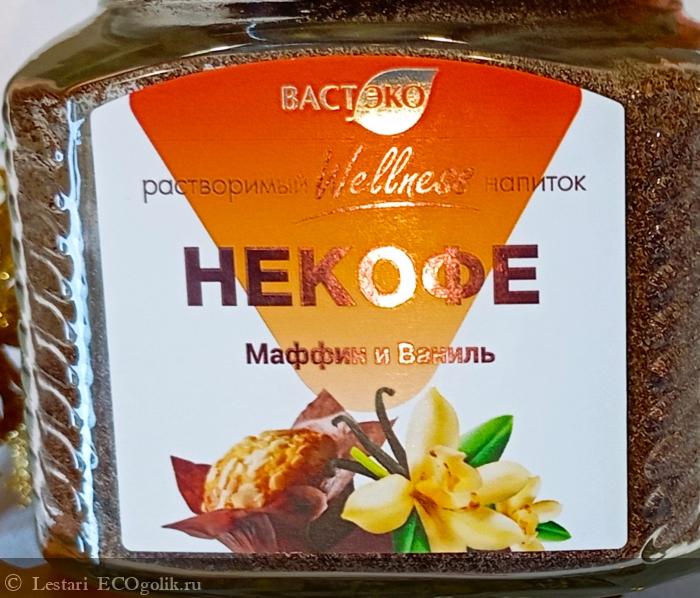 ВАСТЭКО
растворимый Wellness напиток
НЕКОФЕ
Маффин и Ваниль
© Lestari ECOgolik.ru